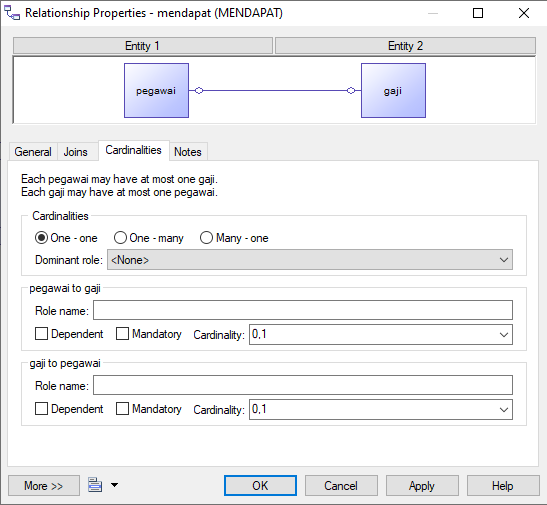 Relationship Properties - mendapat (MENDAPAT)
Entity 1 Entity 2
pegawai gaji
General Joins Cardinalities Notes
Each pegawai may have at most one gaji.
Each gaji may have at most one pegawai.
Cardinalities
One - one One - many Many - one
Dominant role: <None>
pegawai to gaji
Role name:
Dependent Mandatory Cardinality: 0,1
gaji to pegawai
Role name:
Dependent Mandatory Cardinality: 0,1
More >> OK Cancel Apply Help